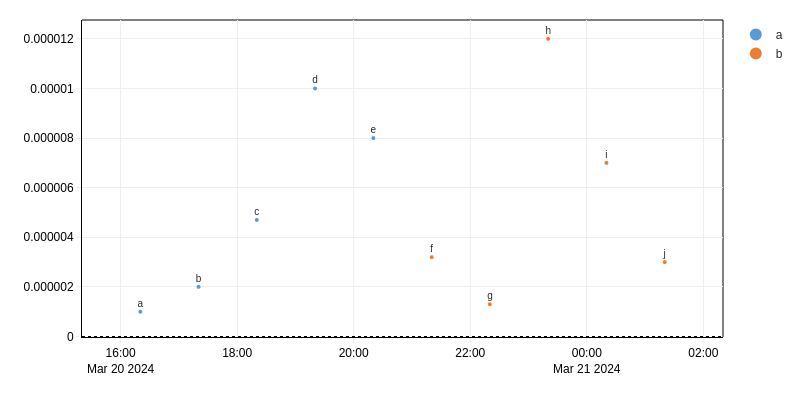 0.000012
0.00001
0.000008
0.000006
0.000004
0.000002
0
a
b
c
d
e
f
g
h
i
j
16:00
Mar 20 2024
18:00
20:00
22:00
00:00
Mar 21 2024
02:00
a
b